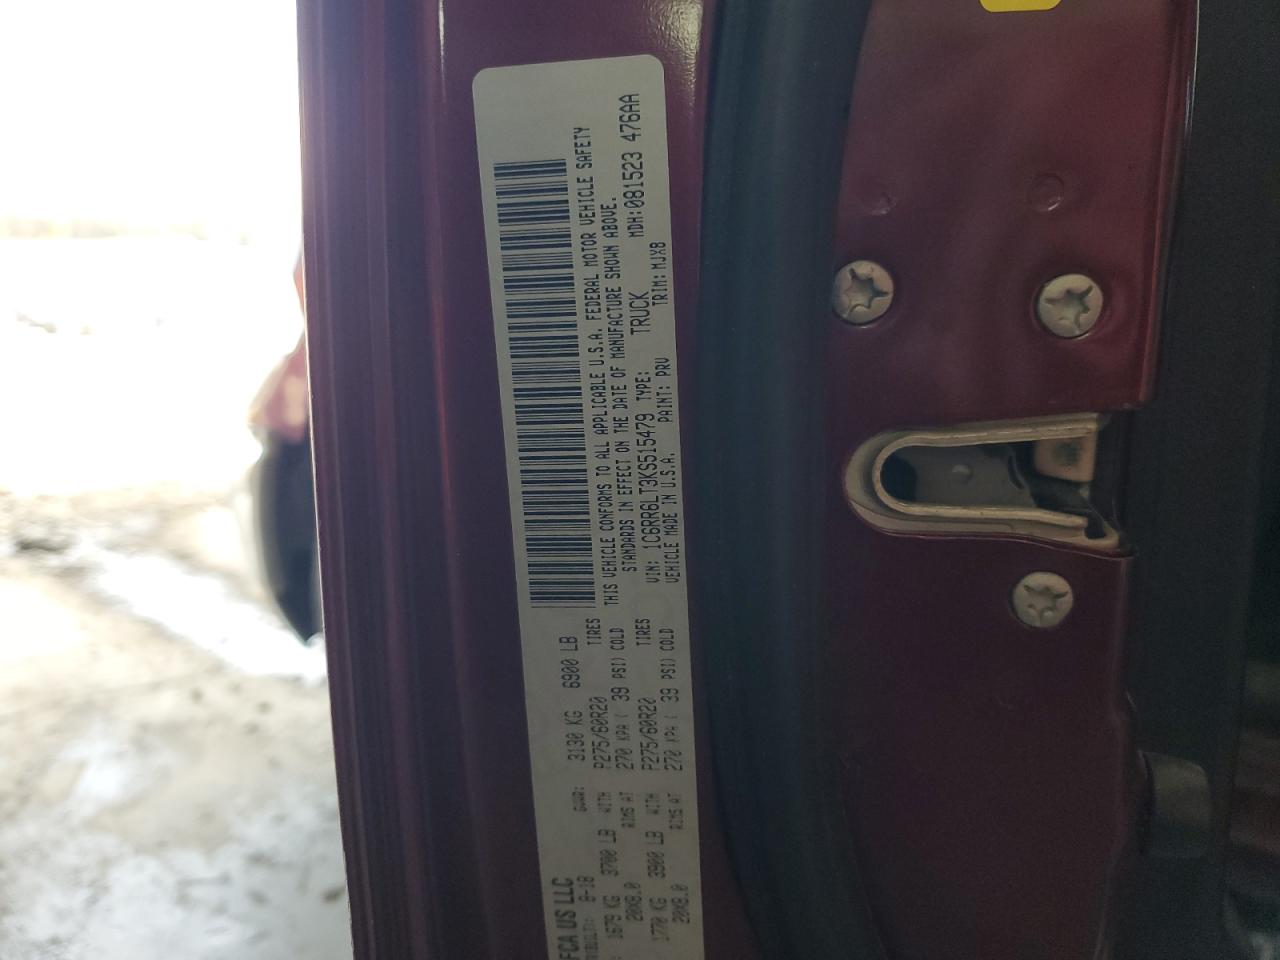 FCA US LLC
8-18 GVWR: 3130 KG 6900 LB
1679 KG 3700 LB WITH P275/60R20 TIRES
20X8.0 RIMS AT 270 KPA ( 39 PSI) COLD
1770 KG 3900 LB WITH P275/60R20 TIRES
20X8.0 RIMS AT 270 KPA ( 39 PSI) COLD
THIS VEHICLE CONFORMS TO ALL APPLICABLE U.S.A. FEDERAL MOTOR VEHICLE SAFETY
STANDARDS IN EFFECT ON THE DATE OF MANUFACTURE SHOWN ABOVE.
VIN: 1C6RR6LT3KS515479 TYPE: TRUCK MDH:081523 476AA
VEHICLE MADE IN U.S.A. PAINT: PRV TRIM: MJX8